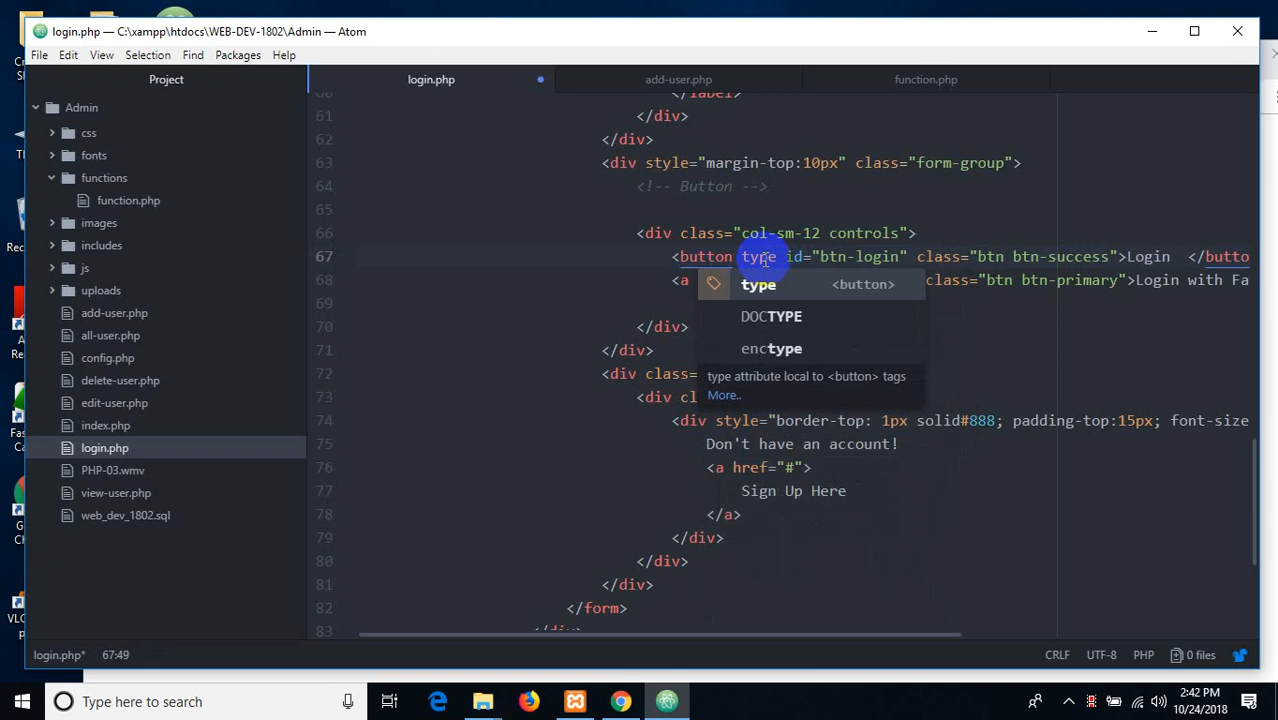 login.php — C:\xampp\htdocs\WEB-DEV-1802\Admin — Atom
File Edit View Selection Find Packages Help
Project
login.php add-user.php function.php
Admin
css
fonts
functions
function.php
images
includes
js
uploads
add-user.php
all-user.php
config.php
delete-user.php
edit-user.php
index.php
login.php
PHP-03.wmv
view-user.php
web_dev_1802.sql
</label>
61 </div>
62 </div>
63 <div style="margin-top:10px" class="form-group">
64 <!-- Button -->
65
66 <div class="col-sm-12 controls">
67 <button type id="btn-login" class="btn btn-success">Login </butto
68 <a class="btn btn-primary">Login with Fa
69
70 </div>
71 </div>
72 <div class=
73 <div cl
74 <div style="border-top: 1px solid#888; padding-top:15px; font-size
75 Don't have an account!
76 <a href="#">
77 Sign Up Here
78 </a>
79 </div>
80 </div>
81 </div>
82 </form>
83
type <button>
DOCTYPE
enctype
type attribute local to <button> tags
More..
login.php* 67:49 CRLF UTF-8 PHP 0 files
Type here to search
2:42 PM
10/24/2018